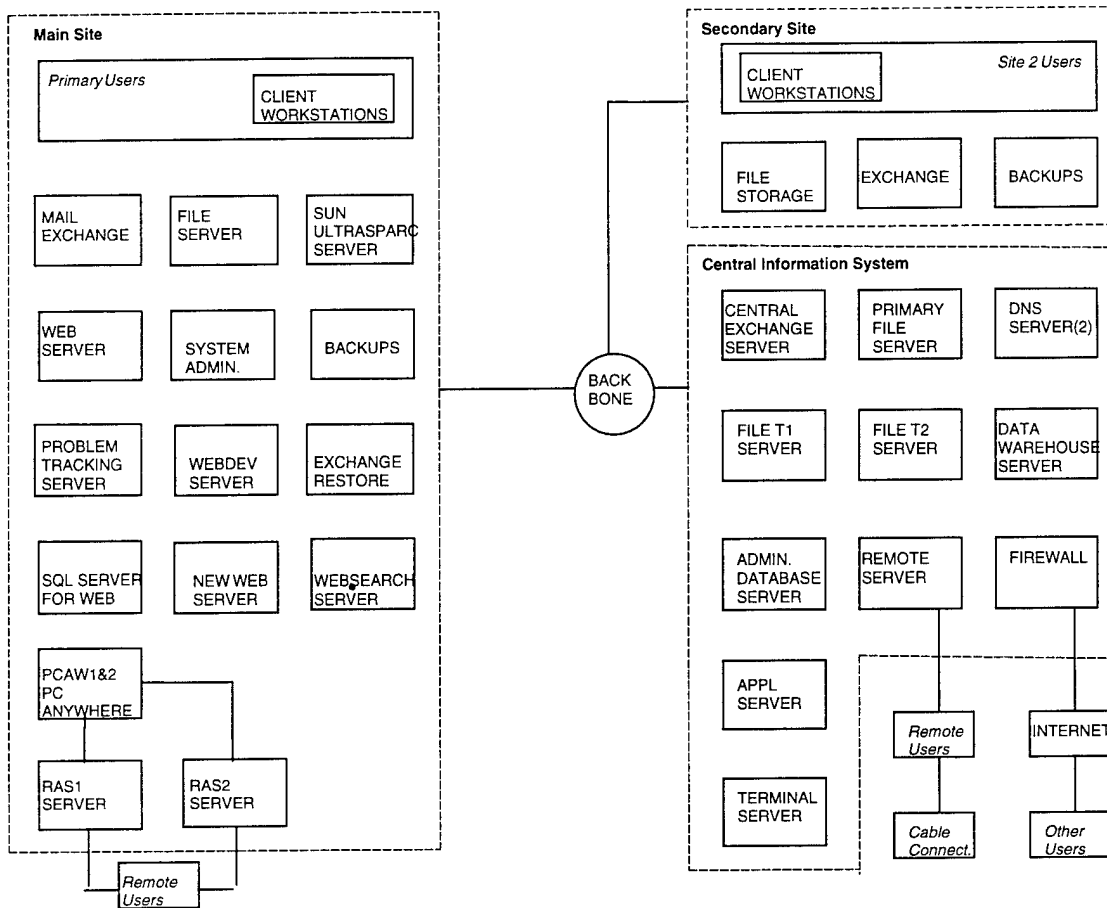 Main Site
Primary Users
CLIENT
WORKSTATIONS
MAIL
EXCHANGE
FILE
SERVER
SUN
ULTRASPARC
SERVER
WEB
SERVER
SYSTEM
ADMIN.
BACKUPS
PROBLEM
TRACKING
SERVER
WEBDEV
SERVER
EXCHANGE
RESTORE
SQL SERVER
FOR WEB
NEW WEB
SERVER
WEBSEARCH
SERVER
PCAW1&2
PC
ANYWHERE
RAS1
SERVER
RAS2
SERVER
Remote
Users
BACK
BONE
Secondary Site
Site 2 Users
CLIENT
WORKSTATIONS
FILE
STORAGE
EXCHANGE
BACKUPS
Central Information System
CENTRAL
EXCHANGE
SERVER
PRIMARY
FILE
SERVER
DNS
SERVER(2)
FILE T1
SERVER
FILE T2
SERVER
DATA
WAREHOUSE
SERVER
ADMIN.
DATABASE
SERVER
REMOTE
SERVER
FIREWALL
APPL
SERVER
TERMINAL
SERVER
Remote
Users
INTERNET
Cable
Connect.
Other
Users